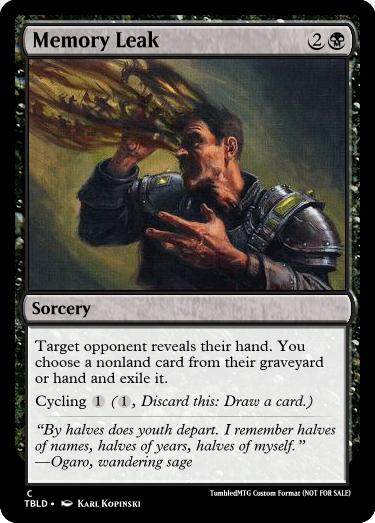 Memory Leak 2
Sorcery
Target opponent reveals their hand. You
choose a nonland card from their graveyard
or hand and exile it.
Cycling 1 (1, Discard this: Draw a card.)
"By halves does youth depart. I remember halves
of names, halves of years, halves of myself."
—Ogaro, wandering sage
C
TBLD • Karl Kopinski
TumbledMTG Custom Format (NOT FOR SALE)